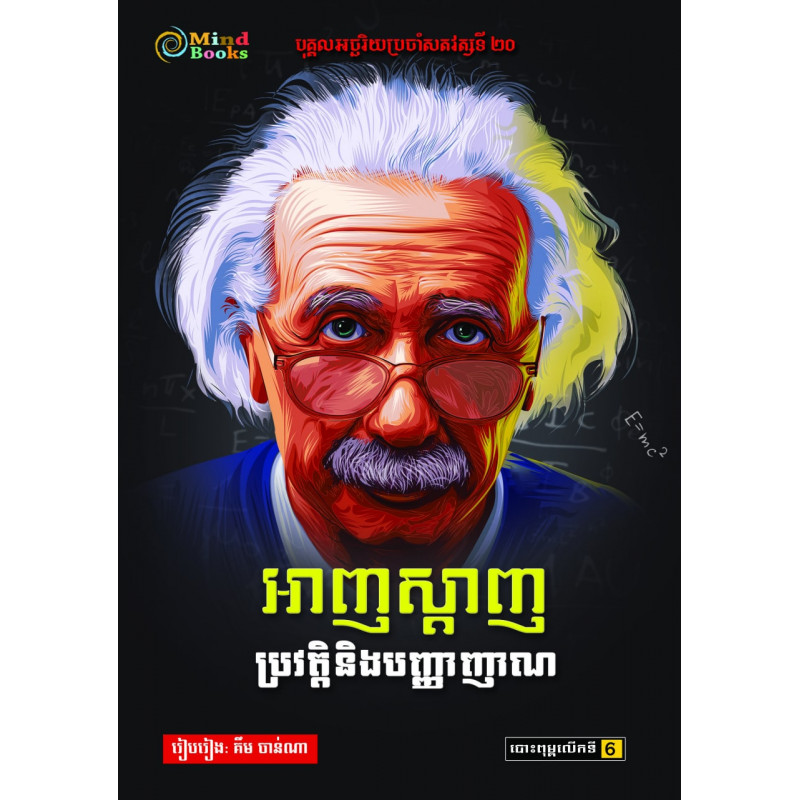 Mind
Books
បុគ្គលអច្ឆរិយប្រចាំសតវត្សទី ២០
E=mc²
អាញស្តាញ
ប្រវត្តិនិងបញ្ញាញាណ
រៀបរៀង: គឹម ចាន់ណា
បោះពុម្ពលើកទី 6